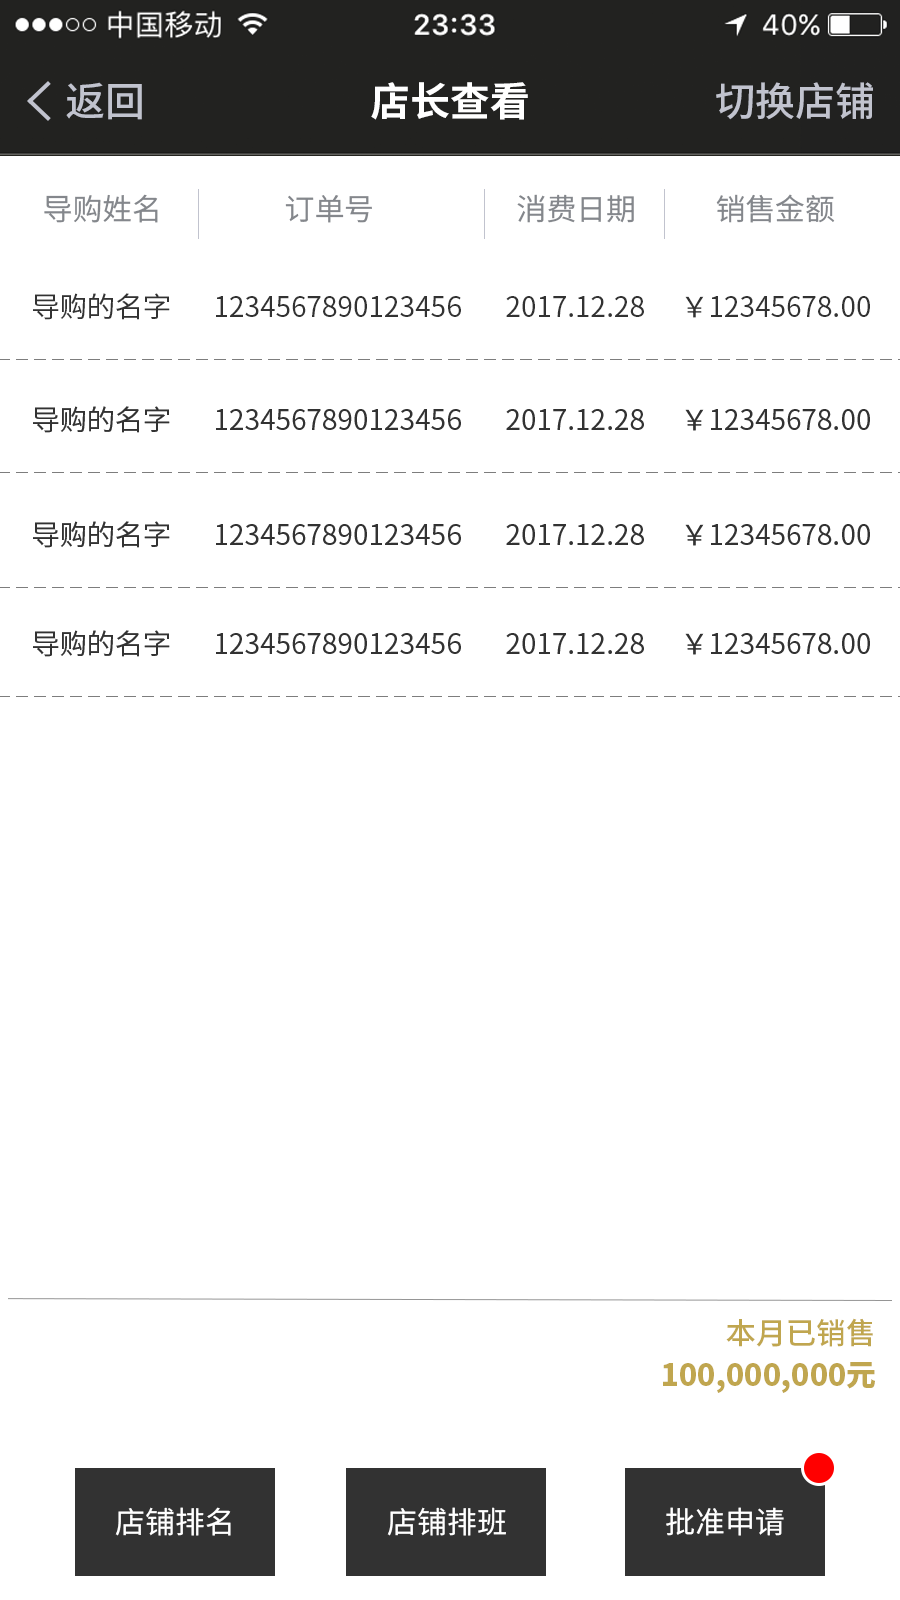 中国移动 23:33 40%
返回 店长查看 切换店铺
导购姓名 订单号 消费日期 销售金额
导购的名字 1234567890123456 2017.12.28 ￥12345678.00
导购的名字 1234567890123456 2017.12.28 ￥12345678.00
导购的名字 1234567890123456 2017.12.28 ￥12345678.00
导购的名字 1234567890123456 2017.12.28 ￥12345678.00
本月已销售
100,000,000元
店铺排名 店铺排班 批准申请